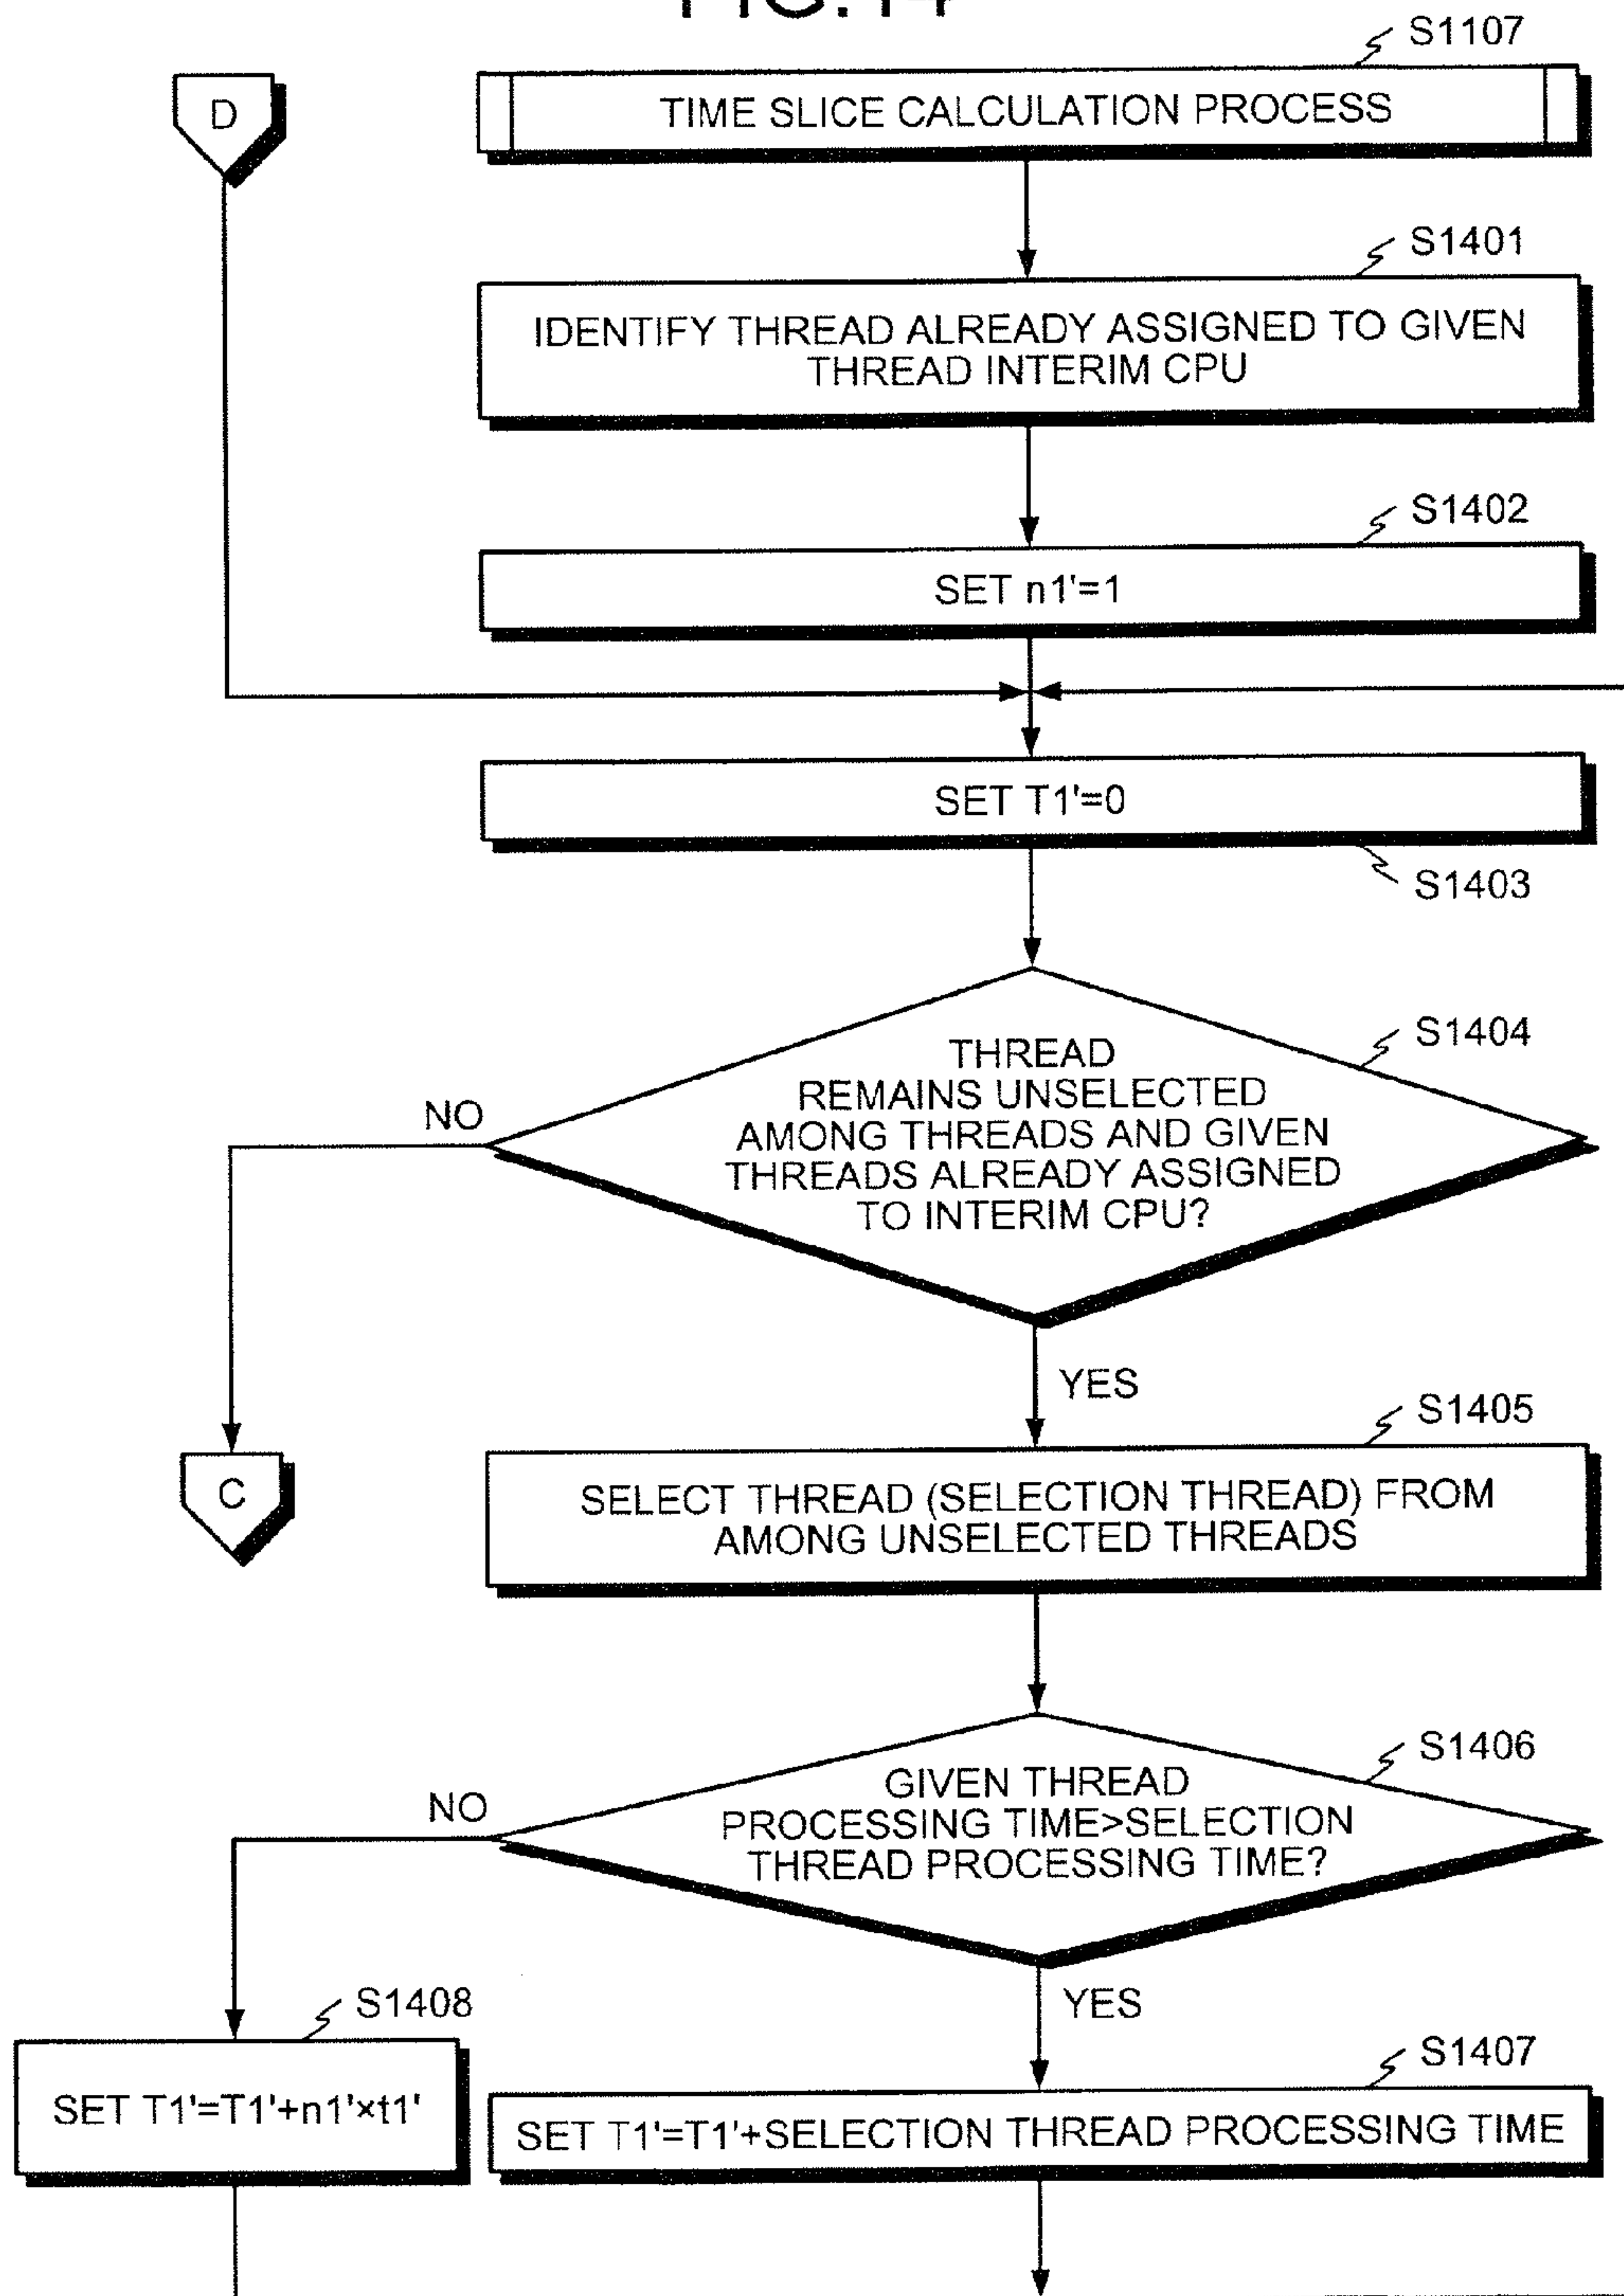 FIG.14
S1107
D
TIME SLICE CALCULATION PROCESS
S1401
IDENTIFY THREAD ALREADY ASSIGNED TO GIVEN
THREAD INTERIM CPU
S1402
SET n1'=1
SET T1'=0
S1403
S1404
THREAD
REMAINS UNSELECTED
AMONG THREADS AND GIVEN
THREADS ALREADY ASSIGNED
TO INTERIM CPU?
NO
YES
S1405
C
SELECT THREAD (SELECTION THREAD) FROM
AMONG UNSELECTED THREADS
S1406
GIVEN THREAD
PROCESSING TIME>SELECTION
THREAD PROCESSING TIME?
NO
YES
S1408
S1407
SET T1'=T1'+n1'×t1'
SET T1'=T1'+SELECTION THREAD PROCESSING TIME